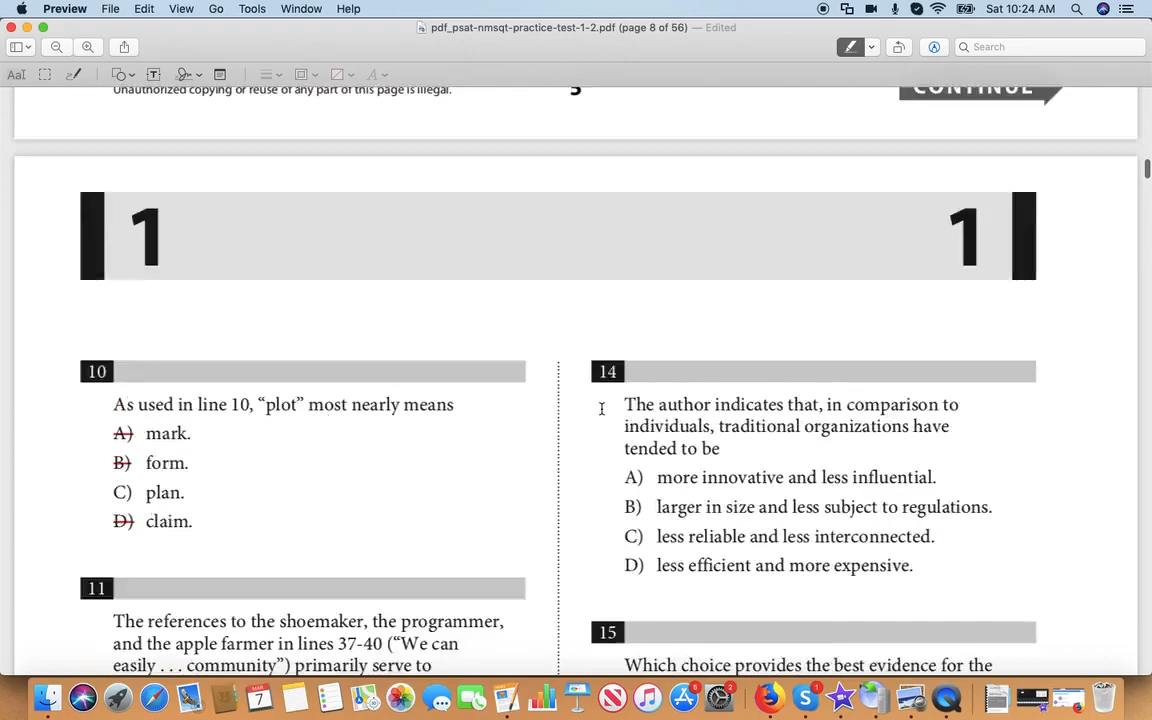 Preview File Edit View Go Tools Window Help Sat 10:24 AM
pdf_psat-nmsqt-practice-test-1-2.pdf (page 8 of 56) — Edited
Search
Unauthorized copying or reuse of any part of this page is illegal.
5
CONTINUE
1
1
10
As used in line 10, “plot” most nearly means
A) mark.
B) form.
C) plan.
D) claim.
11
The references to the shoemaker, the programmer,
and the apple farmer in lines 37-40 (“We can
easily . . . community”) primarily serve to
14
The author indicates that, in comparison to
individuals, traditional organizations have
tended to be
A) more innovative and less influential.
B) larger in size and less subject to regulations.
C) less reliable and less interconnected.
D) less efficient and more expensive.
15
Which choice provides the best evidence for the
MAR
7
6
2
1